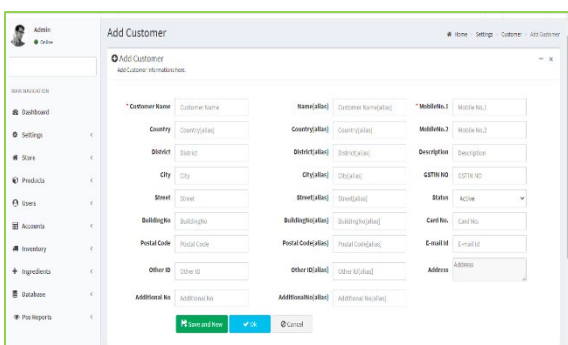 Admin
Online
MAIN NAVIGATION
Dashboard
Settings
Store
Products
Users
Accounts
Inventory
Ingredients
Database
Pos Reports
Add Customer
Home > Settings > Customer > Add Customer
Add Customer
Add Customer informations here.
* Customer Name Customer Name Name[alias] Customer Name[alias] * MobileNo.1 Mobile No.1
Country Country[alias] Country[alias] Country[alias] MobileNo.2 Mobile No.2
District District District[alias] District[alias] Description Description
City City City[alias] City[alias] GSTIN NO GSTIN NO
Street Street Street[alias] Street[alias] Status Active
BuildingNo BuildingNo BuildingNo[alias] BuildingNo[alias] Card No. Card No.
Postal Code Postal Code Postal Code[alias] Postal Code[alias] E-mail Id E-mail Id
Other ID Other ID Other ID[alias] Other ID[alias] Address Address
Additional No Additional No AdditionalNo[alias] Additional No[alias]
Save and New Ok Cancel